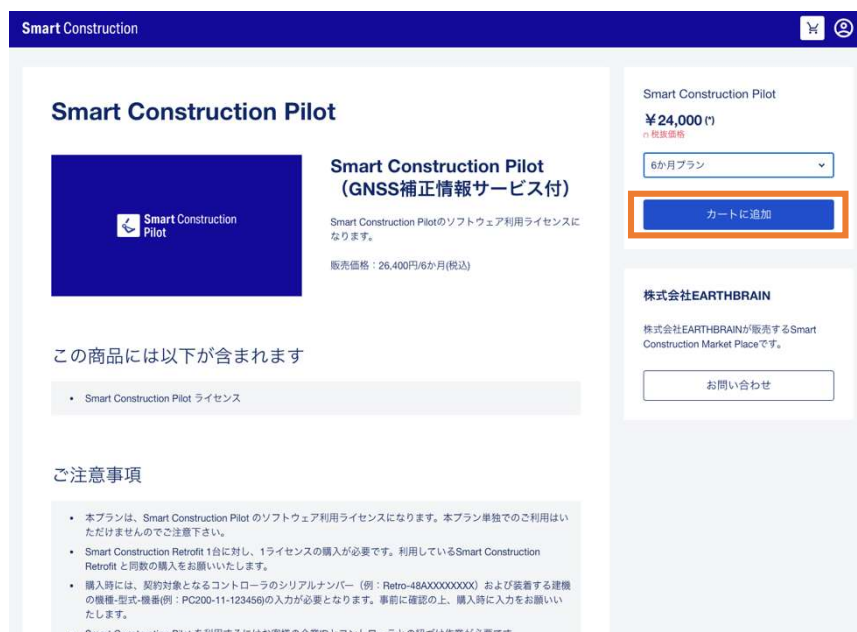 Smart Construction
Smart Construction Pilot
Smart Construction
Pilot
Smart Construction Pilot
（GNSS補正情報サービス付）
Smart Construction Pilotのソフトウェア利用ライセンスに
なります。
販売価格：26,400円/6か月(税込)
この商品には以下が含まれます
• Smart Construction Pilot ライセンス
ご注意事項
• 本プランは、Smart Construction Pilot のソフトウェア利用ライセンスになります。本プラン単独でのご利用はい
ただけませんのでご注意下さい。
• Smart Construction Retrofit 1台に対し、1ライセンスの購入が必要です。利用しているSmart Construction
Retrofit と同数の購入をお願いいたします。
• 購入時には、契約対象となるコントローラのシリアルナンバー（例：Retro-48AXXXXXXXX）および装着する建機
の機種-型式-機番(例：PC200-11-123456)の入力が必要となります。事前に確認の上、購入時に入力をお願いいた
たします。
Smart Construction Pilot
￥24,000 (*)
税抜価格
6か月プラン
カートに追加
株式会社EARTHBRAIN
株式会社EARTHBRAINが販売するSmart
Construction Market Placeです。
お問い合わせ